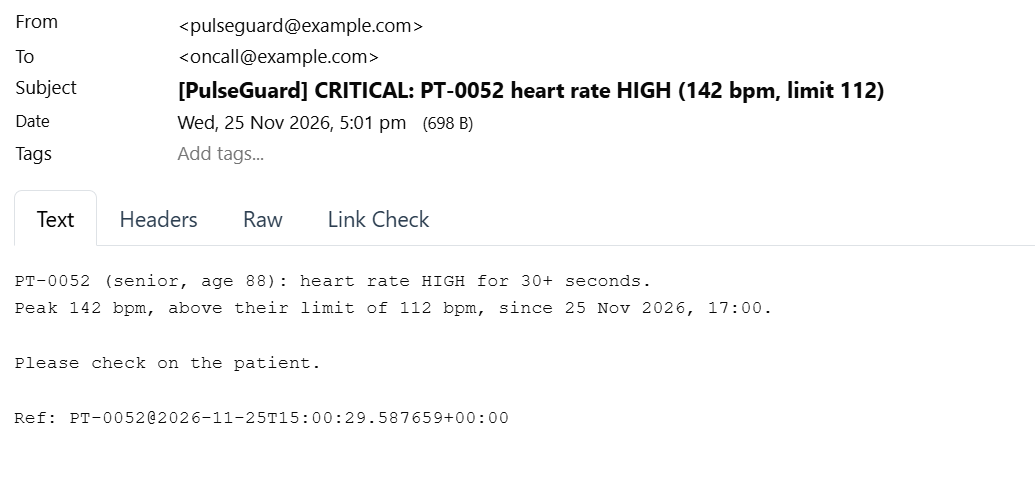 From <pulseguard@example.com>
To <oncall@example.com>
Subject [PulseGuard] CRITICAL: PT-0052 heart rate HIGH (142 bpm, limit 112)
Date Wed, 25 Nov 2026, 5:01 pm (698 B)
Tags Add tags...
Text Headers Raw Link Check
PT-0052 (senior, age 88): heart rate HIGH for 30+ seconds.
Peak 142 bpm, above their limit of 112 bpm, since 25 Nov 2026, 17:00.
Please check on the patient.
Ref: PT-0052@2026-11-25T15:00:29.587659+00:00